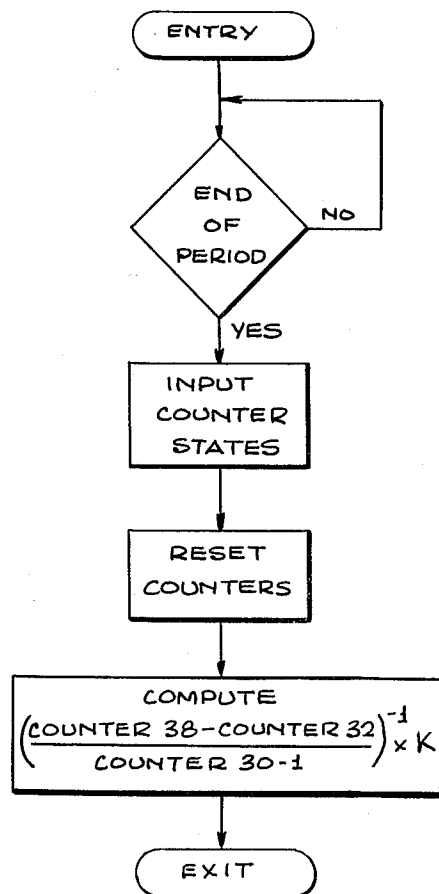 ENTRY
END
OF
PERIOD
NO
YES
INPUT
COUNTER
STATES
RESET
COUNTERS
COMPUTE
(COUNTER 38-COUNTER 32
COUNTER 30-1)⁻¹ × K
EXIT